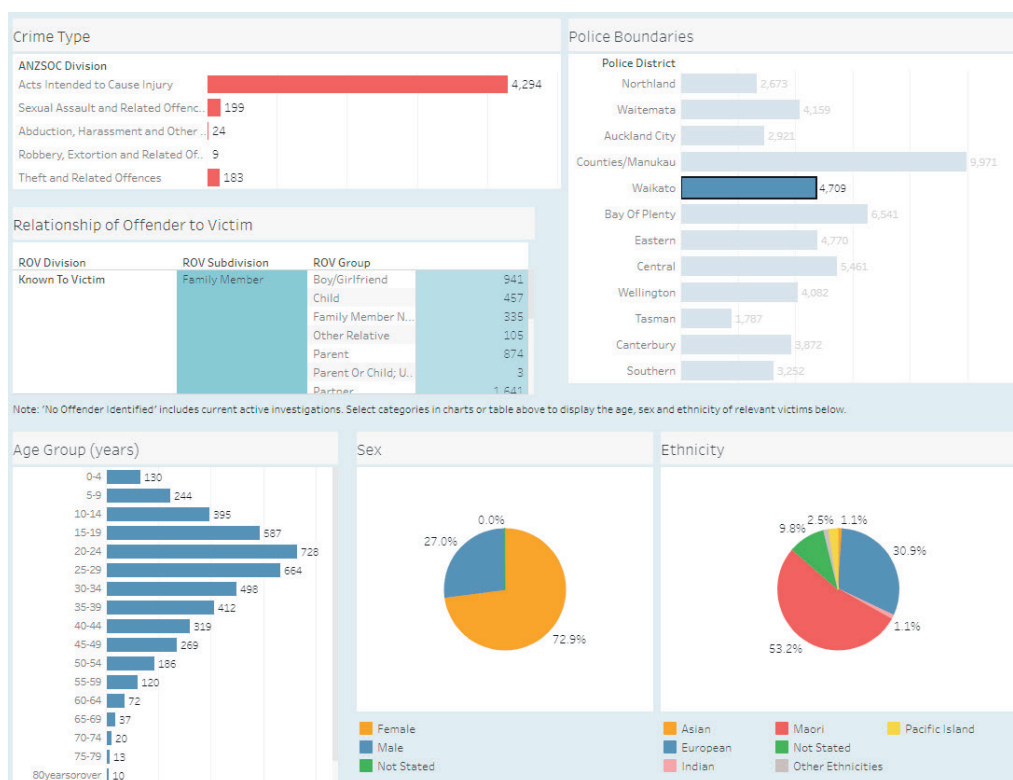 Crime Type
ANZSOC Division
Acts Intended to Cause Injury 4,294
Sexual Assault and Related Offenc.. 199
Abduction, Harassment and Other .. 24
Robbery, Extortion and Related Of.. 9
Theft and Related Offences 183
Police Boundaries
Police District
Northland 2,673
Waitemata 4,159
Auckland City 2,921
Counties/Manukau 9,971
Waikato 4,709
Bay Of Plenty 6,541
Eastern 4,770
Central 5,461
Wellington 4,082
Tasman 1,787
Canterbury 3,872
Southern 3,252
Relationship of Offender to Victim
ROV Division ROV Subdivision ROV Group
Known To Victim Family Member Boy/Girlfriend 941
Child 457
Family Member N... 335
Other Relative 105
Parent 874
Parent Or Child; U.. 3
Partner 1,641
Note: 'No Offender Identified' includes current active investigations. Select categories in charts or table above to display the age, sex and ethnicity of relevant victims below.
Age Group (years)
0-4 130
5-9 244
10-14 395
15-19 587
20-24 728
25-29 664
30-34 498
35-39 412
40-44 319
45-49 269
50-54 186
55-59 120
60-64 72
65-69 37
70-74 20
75-79 13
80yearsorover 10
Sex
0.0%
27.0%
72.9%
Female
Male
Not Stated
Ethnicity
9.8% 2.5% 1.1%
30.9%
1.1%
53.2%
Asian Maori Pacific Island
European Not Stated
Indian Other Ethnicities